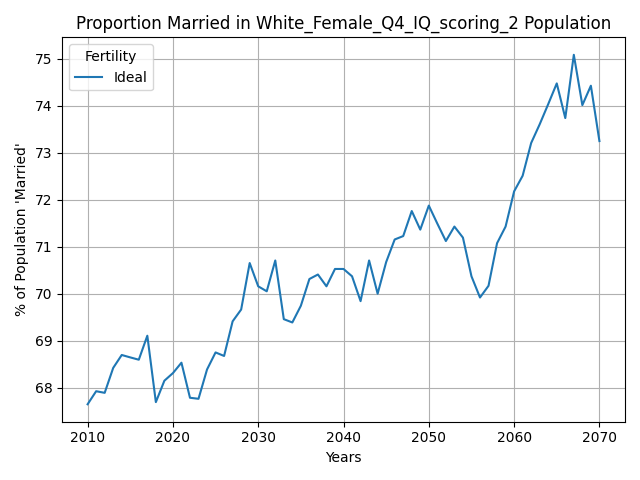 Proportion Married in White_Female_Q4_IQ_scoring_2 Population
Fertility
Ideal
% of Population 'Married'
75
74
73
72
71
70
69
68
2010 2020 2030 2040 2050 2060 2070
Years